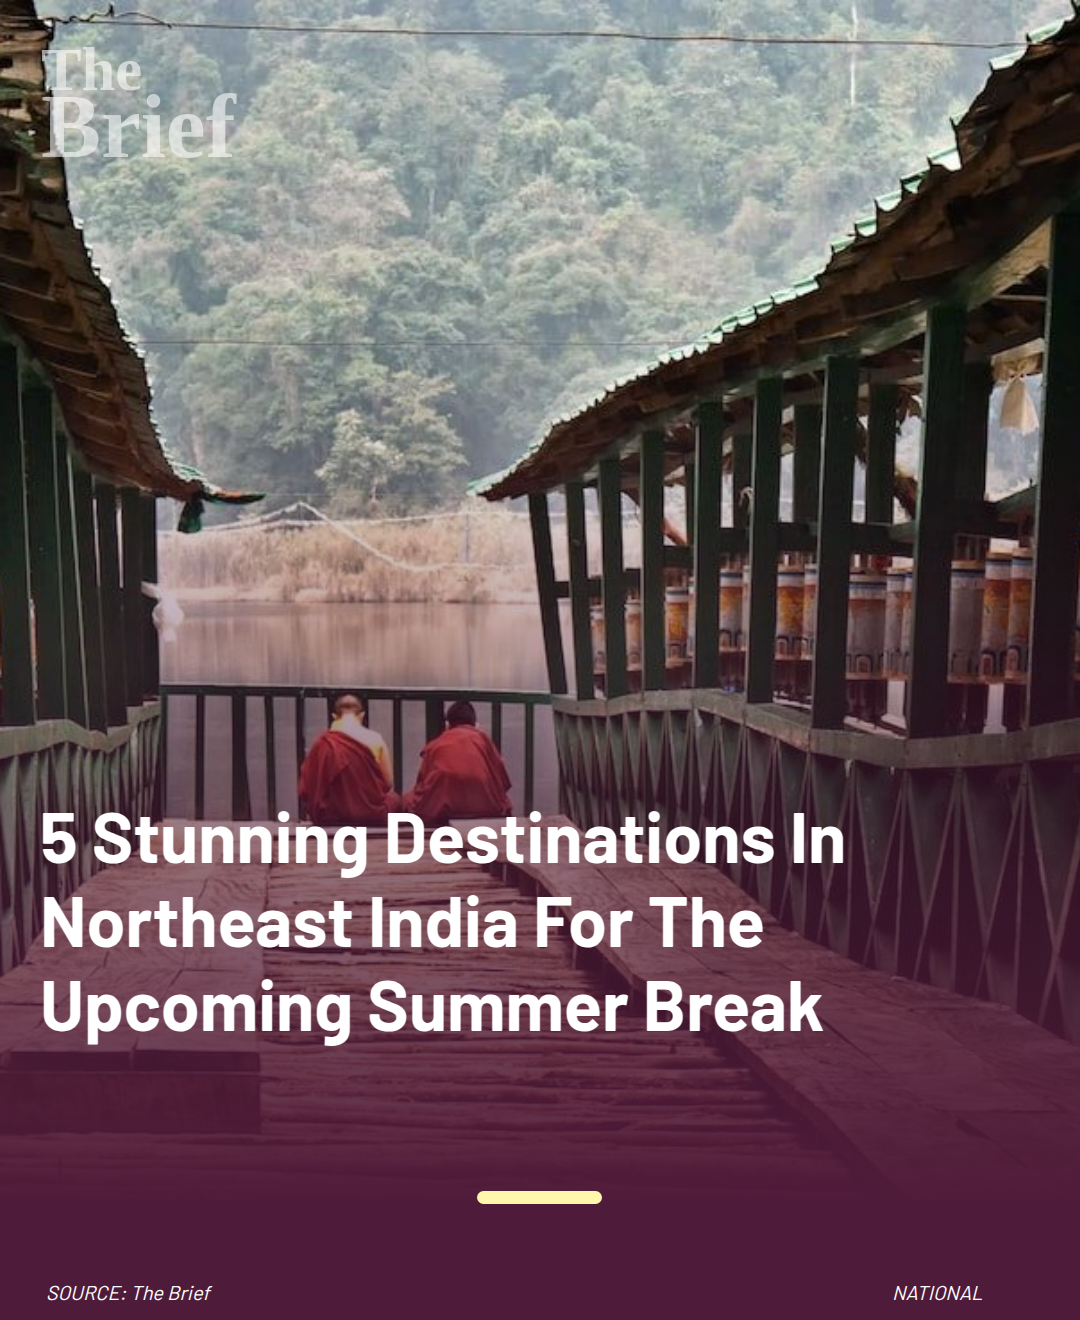 The
Brief
5 Stunning Destinations In
Northeast India For The
Upcoming Summer Break
SOURCE: The Brief
NATIONAL